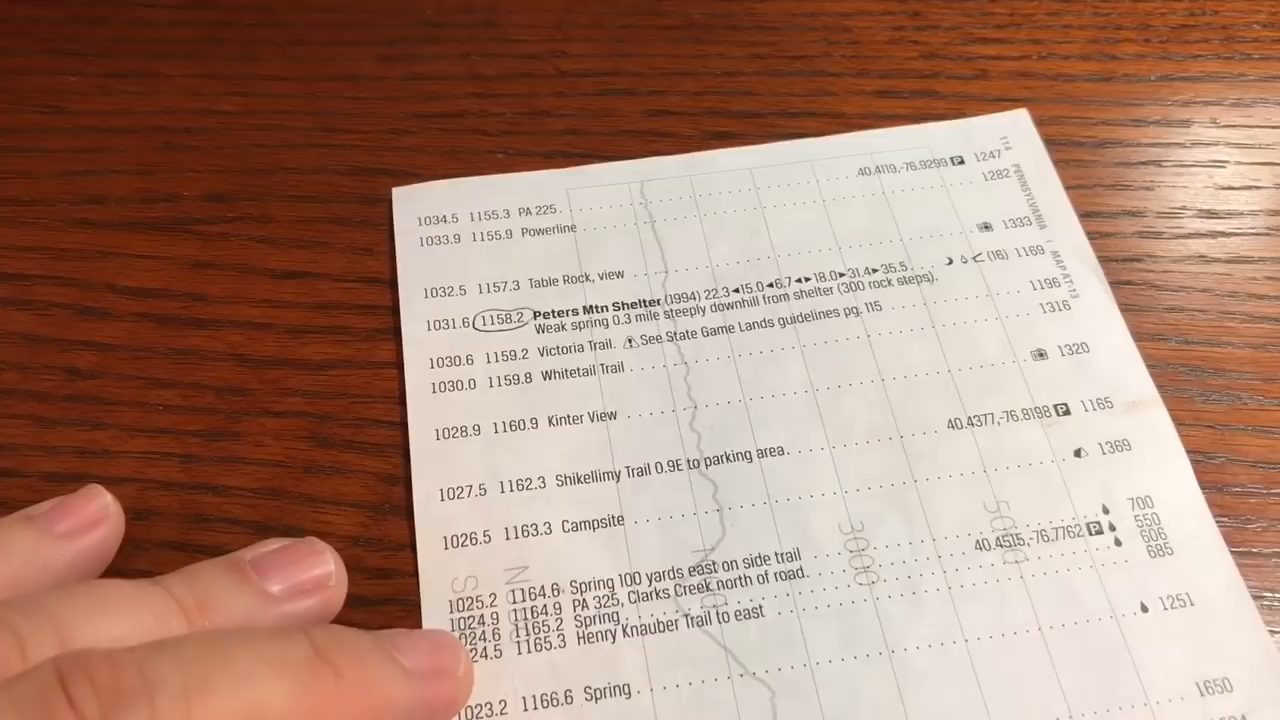 1034.5 1155.3 PA 225 40.4119,-76.9299 P 1247
1033.9 1155.9 Powerline 1282
1032.5 1157.3 Table Rock, view 1333
1031.6 1158.2 Peters Mtn Shelter (1994) 22.3◄15.0◄6.7◄►18.0►31.4►35.5 (16) 1169
Weak spring 0.3 mile steeply downhill from shelter (300 rock steps).
1030.6 1159.2 Victoria Trail. See State Game Lands guidelines pg. 115 1196
1030.0 1159.8 Whitetail Trail 1316
1028.9 1160.9 Kinter View 1320
1027.5 1162.3 Shikellimy Trail 0.9E to parking area. 40.4377,-76.8198 P 1165
1026.5 1163.3 Campsite 1369
1025.2 1164.6 Spring 100 yards east on side trail 700
1024.9 1164.9 PA 325, Clarks Creek north of road. 40.4515,-76.7762 P 550
1024.6 1165.2 Spring 606
24.5 1165.3 Henry Knauber Trail to east 685
1023.2 1166.6 Spring 1251
1650
114 PENNSYLVANIA | MAP AT-13
S N 3000